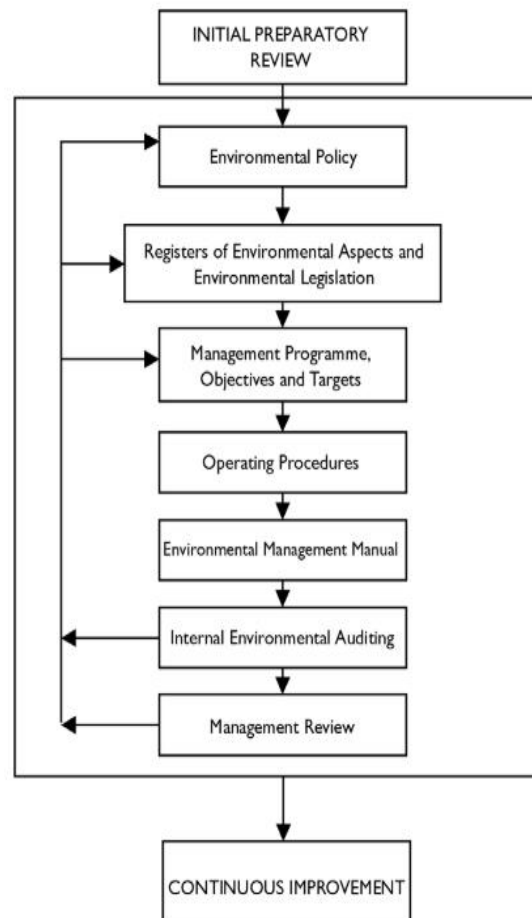 INITIAL PREPARATORY
REVIEW
Environmental Policy
Registers of Environmental Aspects and
Environmental Legislation
Management Programme,
Objectives and Targets
Operating Procedures
Environmental Management Manual
Internal Environmental Auditing
Management Review
CONTINUOUS IMPROVEMENT